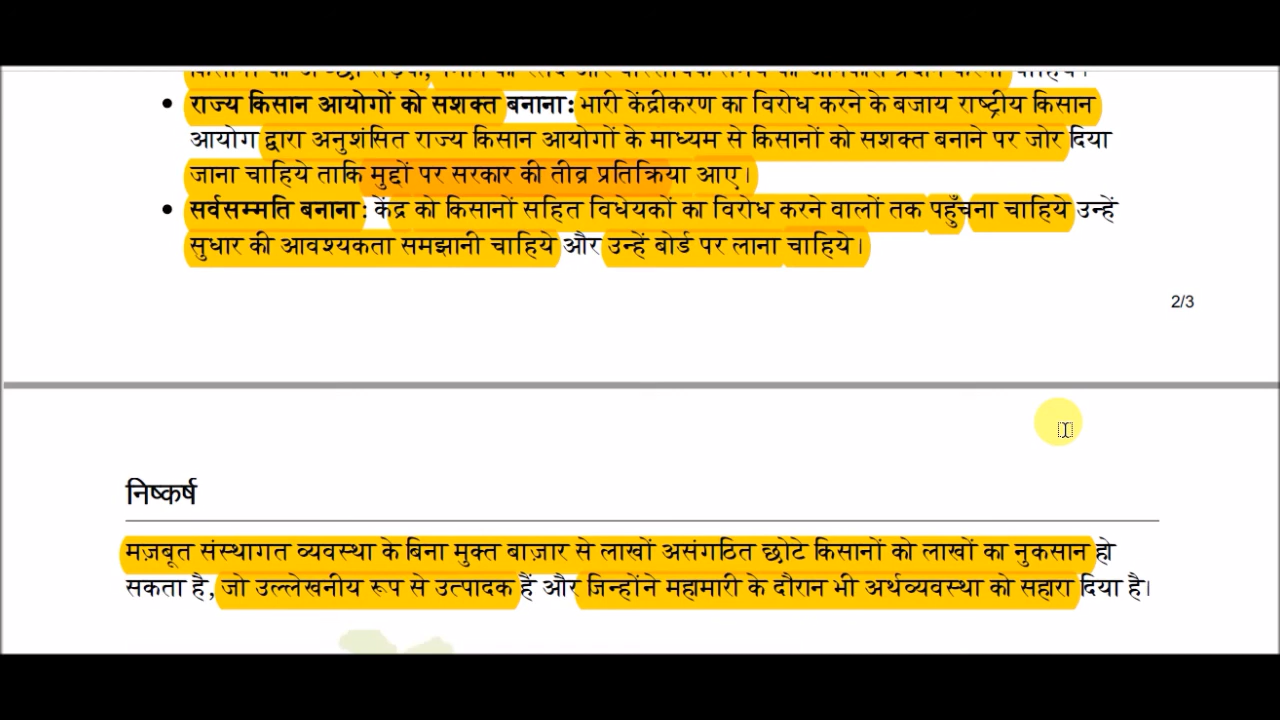 राज्य किसान आयोगों को सशक्त बनाना: भारी केंद्रीकरण का विरोध करने के बजाय राष्ट्रीय किसान
आयोग द्वारा अनुशंसित राज्य किसान आयोगों के माध्यम से किसानों को सशक्त बनाने पर जोर दिया
जाना चाहिये ताकि मुद्दों पर सरकार की तीव्र प्रतिक्रिया आए।
सर्वसम्मति बनाना: केंद्र को किसानों सहित विधेयकों का विरोध करने वालों तक पहुँचना चाहिये उन्हें
सुधार की आवश्यकता समझानी चाहिये और उन्हें बोर्ड पर लाना चाहिये।
2/3
निष्कर्ष
मज़बूत संस्थागत व्यवस्था के बिना मुक्त बाज़ार से लाखों असंगठित छोटे किसानों को लाखों का नुकसान हो
सकता है, जो उल्लेखनीय रूप से उत्पादक हैं और जिन्होंने महामारी के दौरान भी अर्थव्यवस्था को सहारा दिया है।